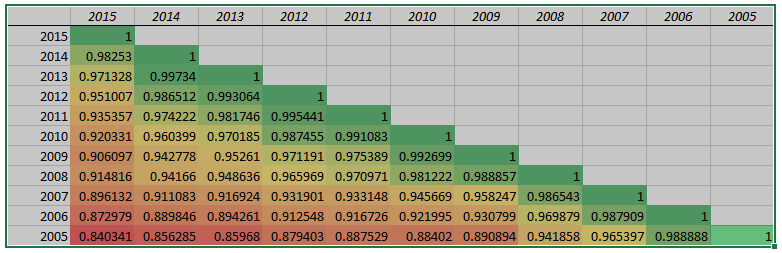 2015 2014 2013 2012 2011 2010 2009 2008 2007 2006 2005
2015 1
2014 0.98253 1
2013 0.971328 0.99734 1
2012 0.951007 0.986512 0.993064 1
2011 0.935357 0.974222 0.981746 0.995441 1
2010 0.920331 0.960399 0.970185 0.987455 0.991083 1
2009 0.906097 0.942778 0.95261 0.971191 0.975389 0.992699 1
2008 0.914816 0.94166 0.948636 0.965969 0.970971 0.981222 0.988857 1
2007 0.896132 0.911083 0.916924 0.931901 0.933148 0.945669 0.958247 0.986543 1
2006 0.872979 0.889846 0.894261 0.912548 0.916726 0.921995 0.930799 0.969879 0.987909 1
2005 0.840341 0.856285 0.85968 0.879403 0.887529 0.88402 0.890894 0.941858 0.965397 0.988888 1